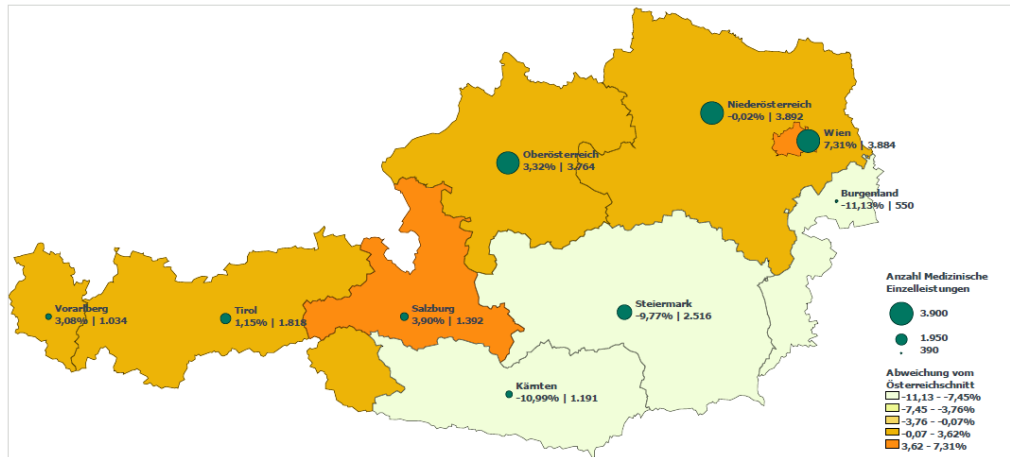 Niederösterreich
-0,02% | 3.892
Wien
7,31% | 3.884
Oberösterreich
3,32% | 3.764
Burgenland
-11,13% | 550
Vorarlberg
3,08% | 1.034
Tirol
1,15% | 1.818
Salzburg
3,90% | 1.392
Steiermark
-9,77% | 2.516
Kärnten
-10,99% | 1.191
Anzahl Medizinische
Einzelleistungen
3.900
1.950
390
Abweichung vom
Österreichschnitt
-11,13 - -7,45%
-7,45 - -3,76%
-3,76 - -0,07%
-0,07 - 3,62%
3,62 - 7,31%